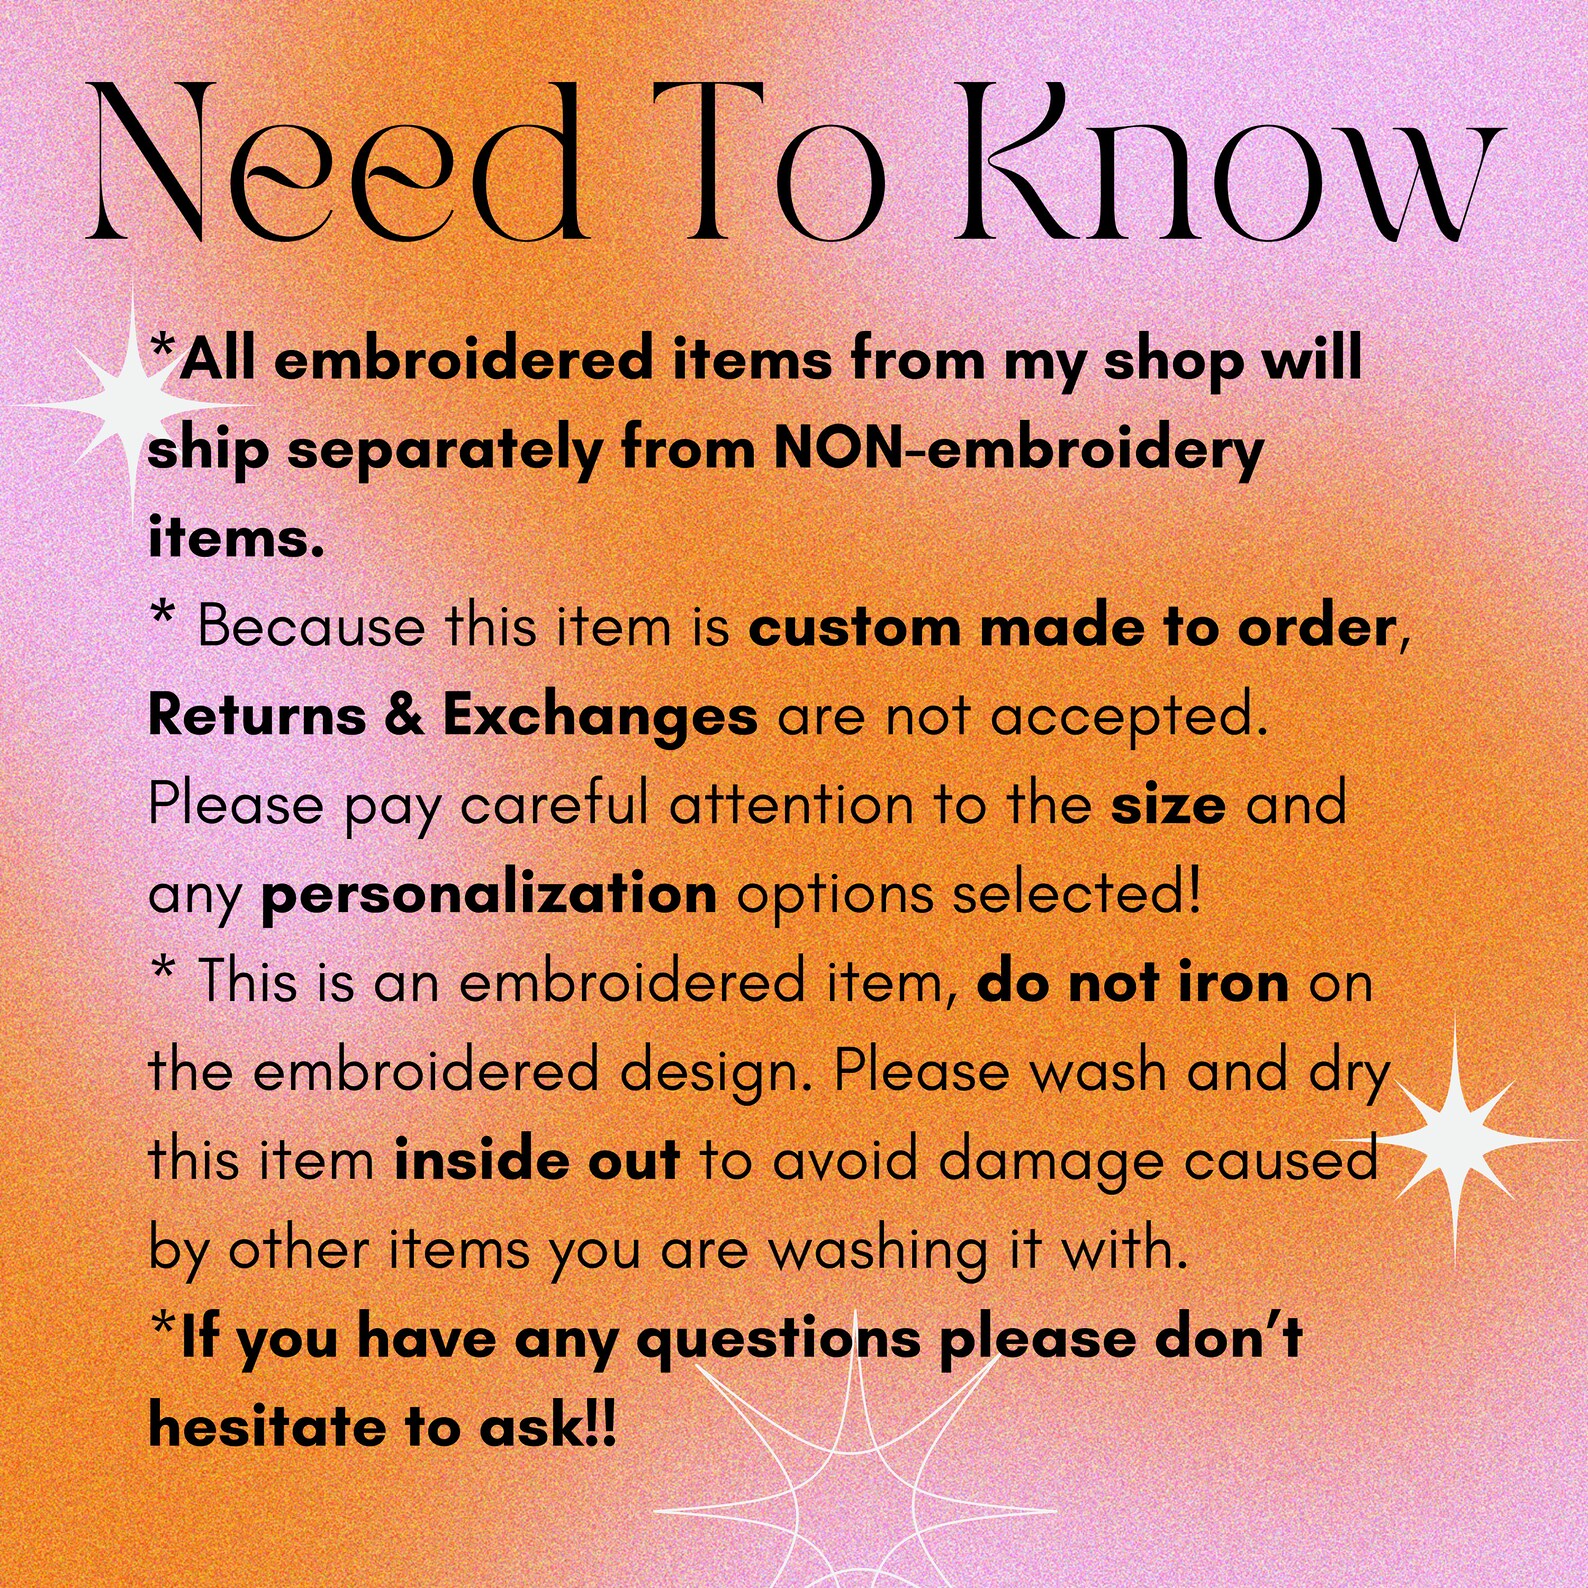 Need To Know
*All embroidered items from my shop will
ship separately from NON-embroidery
items.
* Because this item is custom made to order,
Returns & Exchanges are not accepted.
Please pay careful attention to the size and
any personalization options selected!
* This is an embroidered item, do not iron on
the embroidered design. Please wash and dry
this item inside out to avoid damage caused
by other items you are washing it with.
*If you have any questions please don’t
hesitate to ask!!